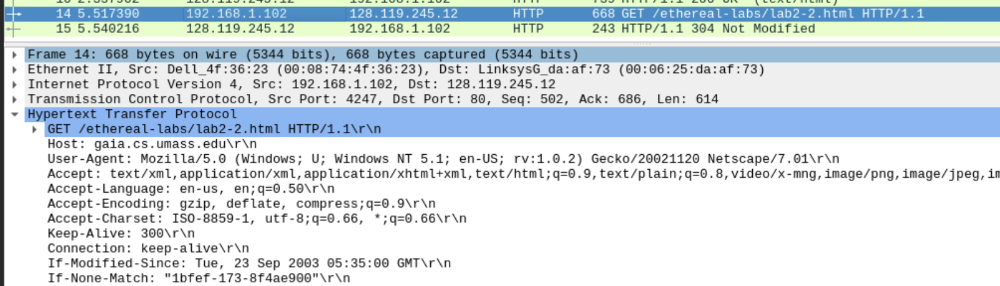 14 5.517390 192.168.1.102 128.119.245.12 HTTP 668 GET /ethereal-labs/lab2-2.html HTTP/1.1
15 5.540216 128.119.245.12 192.168.1.102 HTTP 243 HTTP/1.1 304 Not Modified
Frame 14: 668 bytes on wire (5344 bits), 668 bytes captured (5344 bits)
Ethernet II, Src: Dell_4f:36:23 (00:08:74:4f:36:23), Dst: LinksysG_da:af:73 (00:06:25:da:af:73)
Internet Protocol Version 4, Src: 192.168.1.102, Dst: 128.119.245.12
Transmission Control Protocol, Src Port: 4247, Dst Port: 80, Seq: 502, Ack: 686, Len: 614
Hypertext Transfer Protocol
GET /ethereal-labs/lab2-2.html HTTP/1.1\r\n
Host: gaia.cs.umass.edu\r\n
User-Agent: Mozilla/5.0 (Windows; U; Windows NT 5.1; en-US; rv:1.0.2) Gecko/20021120 Netscape/7.01\r\n
Accept: text/xml,application/xml,application/xhtml+xml,text/html;q=0.9,text/plain;q=0.8,video/x-mng,image/png,image/jpeg,im
Accept-Language: en-us, en;q=0.50\r\n
Accept-Encoding: gzip, deflate, compress;q=0.9\r\n
Accept-Charset: ISO-8859-1, utf-8;q=0.66, *;q=0.66\r\n
Keep-Alive: 300\r\n
Connection: keep-alive\r\n
If-Modified-Since: Tue, 23 Sep 2003 05:35:00 GMT\r\n
If-None-Match: "1bfef-173-8f4ae900"\r\n